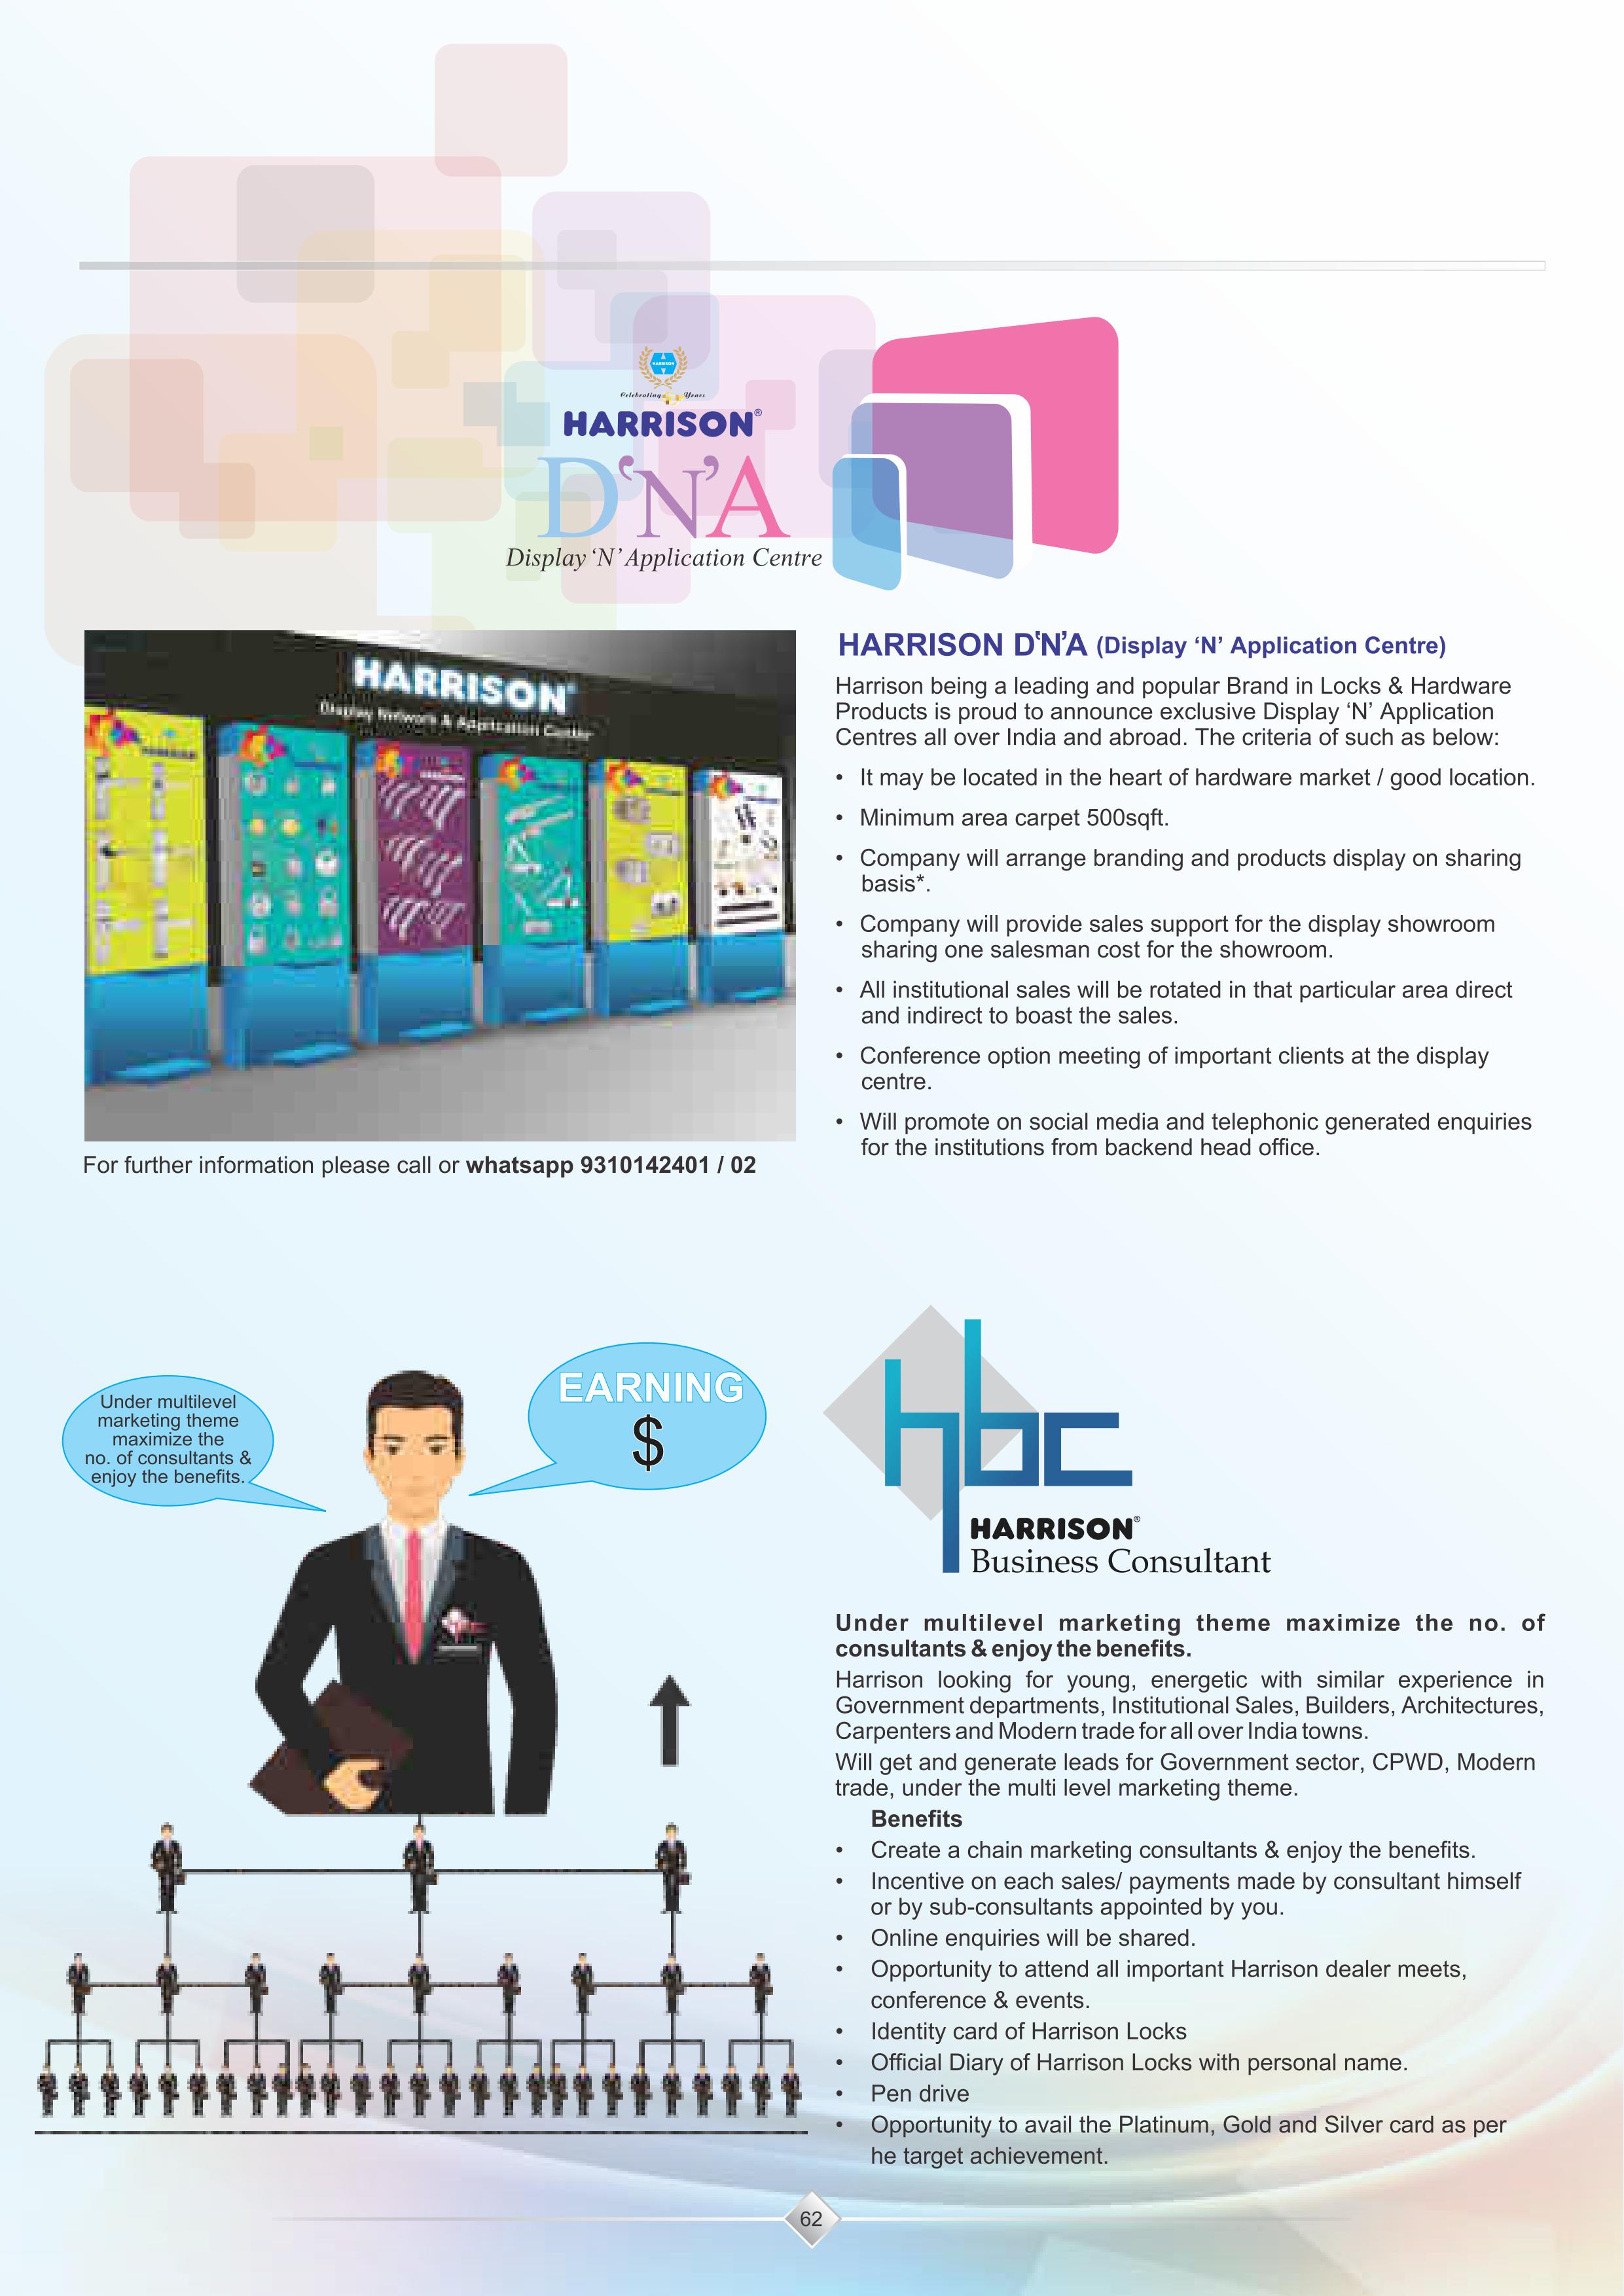 HARRISON
Celebrating Years
HARRISON®
D'N'A
Display ‘N’ Application Centre
HARRISON
Display Network & Application Center
For further information please call or whatsapp 9310142401 / 02
HARRISON D‘N’A (Display ‘N’ Application Centre)
Harrison being a leading and popular Brand in Locks & Hardware
Products is proud to announce exclusive Display ‘N’ Application
Centres all over India and abroad. The criteria of such as below:
• It may be located in the heart of hardware market / good location.
• Minimum area carpet 500sqft.
• Company will arrange branding and products display on sharing
basis*.
• Company will provide sales support for the display showroom
sharing one salesman cost for the showroom.
• All institutional sales will be rotated in that particular area direct
and indirect to boast the sales.
• Conference option meeting of important clients at the display
centre.
• Will promote on social media and telephonic generated enquiries
for the institutions from backend head office.
Under multilevel
marketing theme
maximize the
no. of consultants &
enjoy the benefits.
EARNING
$
hbc
HARRISON®
Business Consultant
Under multilevel marketing theme maximize the no. of
consultants & enjoy the benefits.
Harrison looking for young, energetic with similar experience in
Government departments, Institutional Sales, Builders, Architectures,
Carpenters and Modern trade for all over India towns.
Will get and generate leads for Government sector, CPWD, Modern
trade, under the multi level marketing theme.
Benefits
• Create a chain marketing consultants & enjoy the benefits.
• Incentive on each sales/ payments made by consultant himself
or by sub-consultants appointed by you.
• Online enquiries will be shared.
• Opportunity to attend all important Harrison dealer meets,
conference & events.
• Identity card of Harrison Locks
• Official Diary of Harrison Locks with personal name.
• Pen drive
• Opportunity to avail the Platinum, Gold and Silver card as per
he target achievement.
62